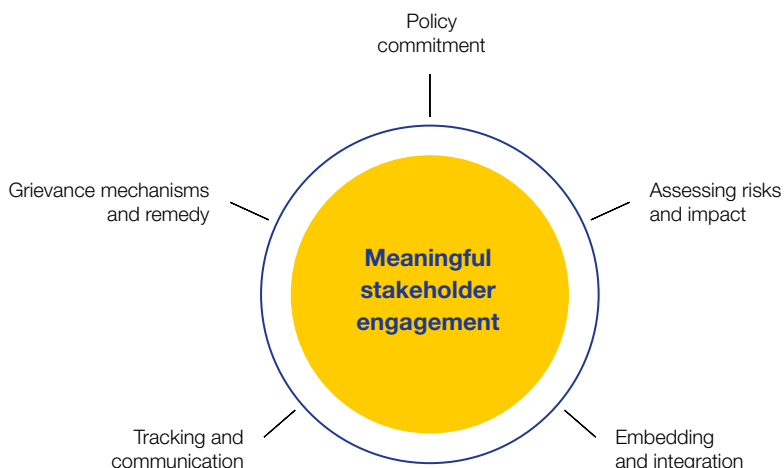 Policy
commitment
Grievance mechanisms
and remedy
Assessing risks
and impact
Meaningful
stakeholder
engagement
Tracking and
communication
Embedding
and integration